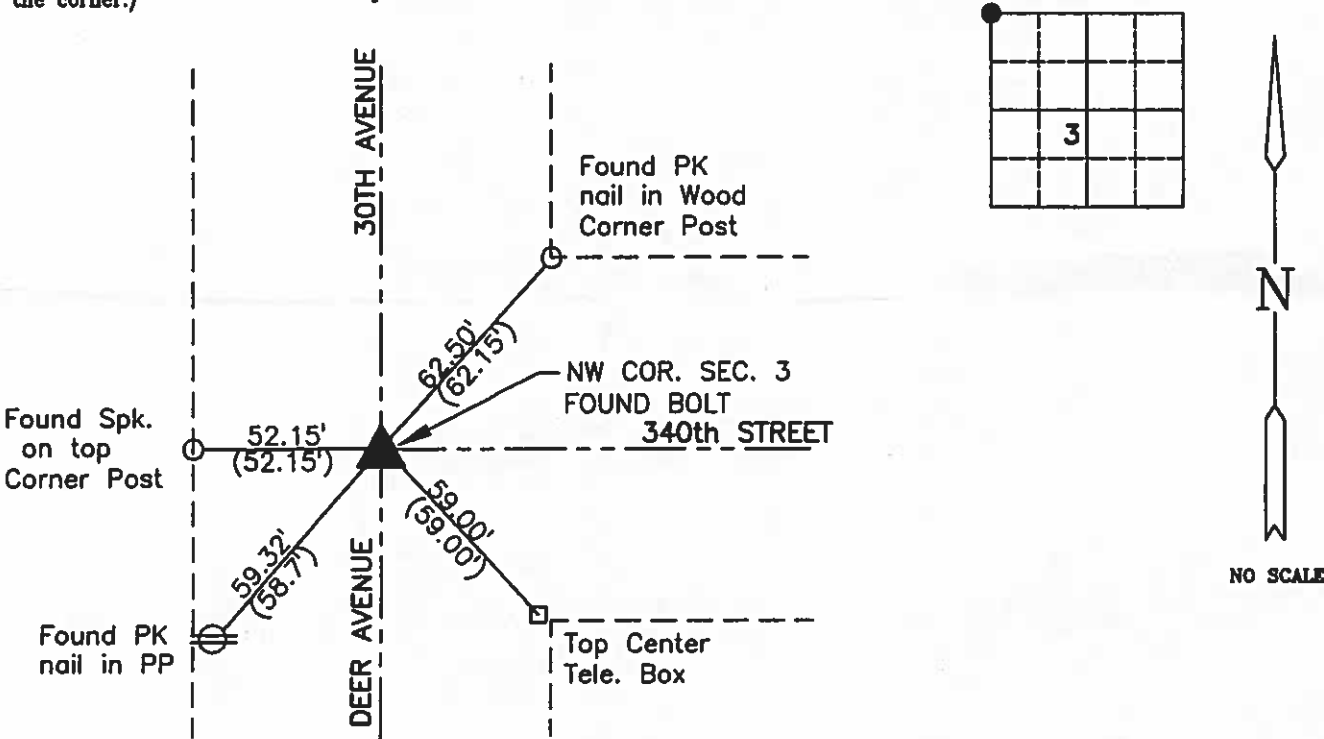 the corner.)
30TH AVENUE
3
Found PK
nail in Wood
Corner Post
N
62.50'
(62.15')
NW COR. SEC. 3
FOUND BOLT
340th STREET
Found Spk.
on top
Corner Post
52.15'
(52.15')
59.00'
(59.00')
59.32'
(58.7')
DEER AVENUE
NO SCALE
Found PK
nail in PP
Top Center
Tele. Box